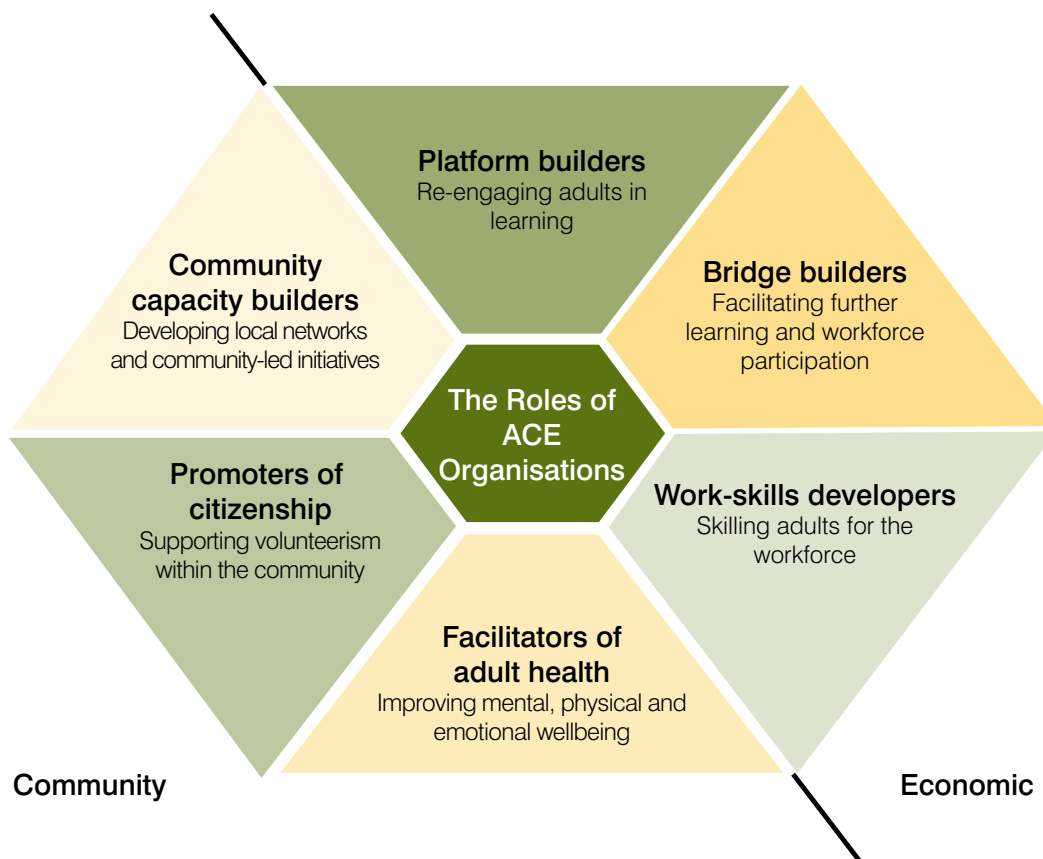 Platform builders
Re-engaging adults in
learning
Community
capacity builders
Developing local networks
and community-led initiatives
Bridge builders
Facilitating further
learning and workforce
participation
The Roles of
ACE
Organisations
Promoters of
citizenship
Supporting volunteerism
within the community
Work-skills developers
Skilling adults for the
workforce
Facilitators of
adult health
Improving mental, physical and
emotional wellbeing
Community
Economic